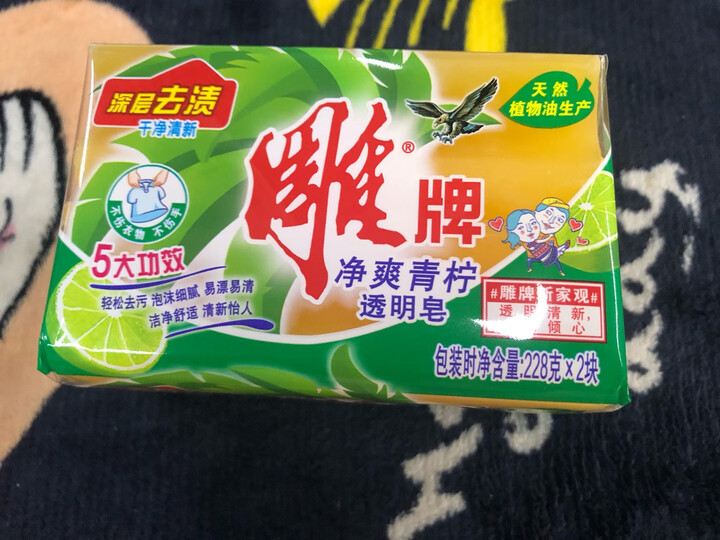 深层去渍
干净清新
天然
植物油生产
雕®牌
不伤衣物 不伤手
5大功效
轻松去污 泡沫细腻 易漂易清
洁净舒适 清新怡人
净爽青柠
透明皂
#雕牌新家观#
透明清新,
倾心
包装时净含量:228克×2块